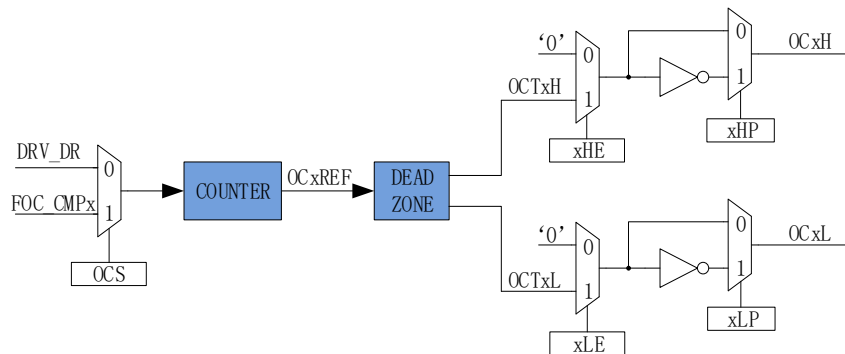 ‘0’
0
OCTxH
1
xHE
0
1
OCxH
xHP
DRV_DR
0
FOC_CMPx
1
OCS
COUNTER
OCxREF
DEAD
ZONE
‘0’
0
OCTxL
1
xLE
0
1
OCxL
xLP